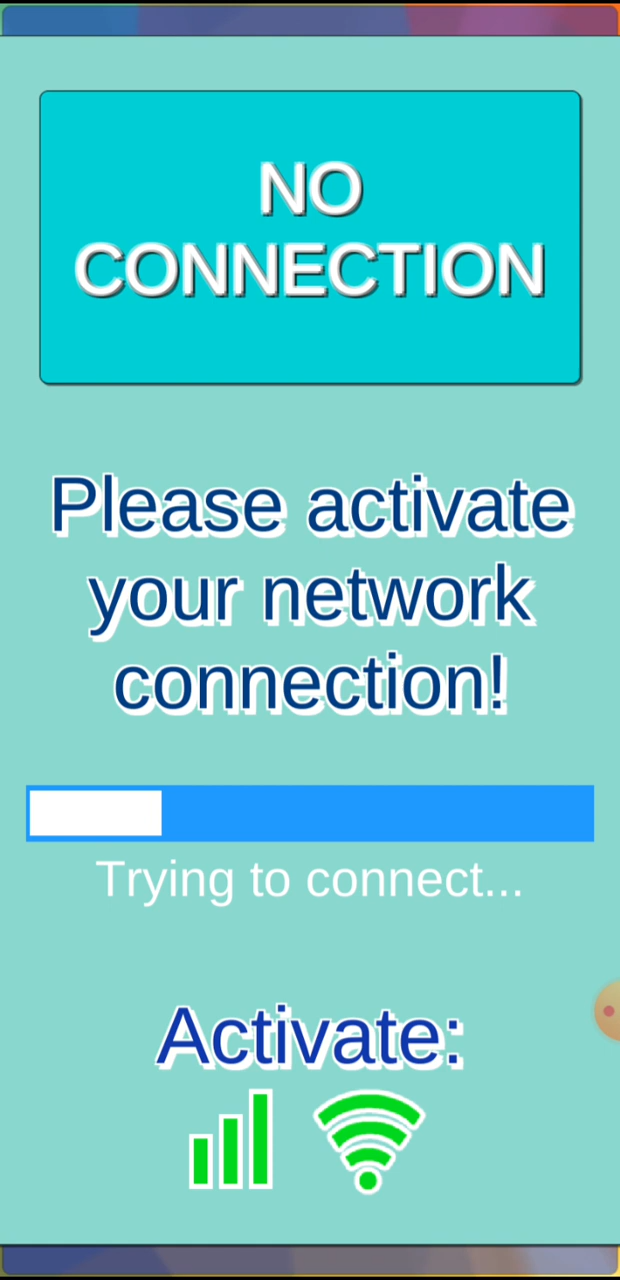 NO
CONNECTION
Please activate
your network
connection!
Trying to connect...
Activate: